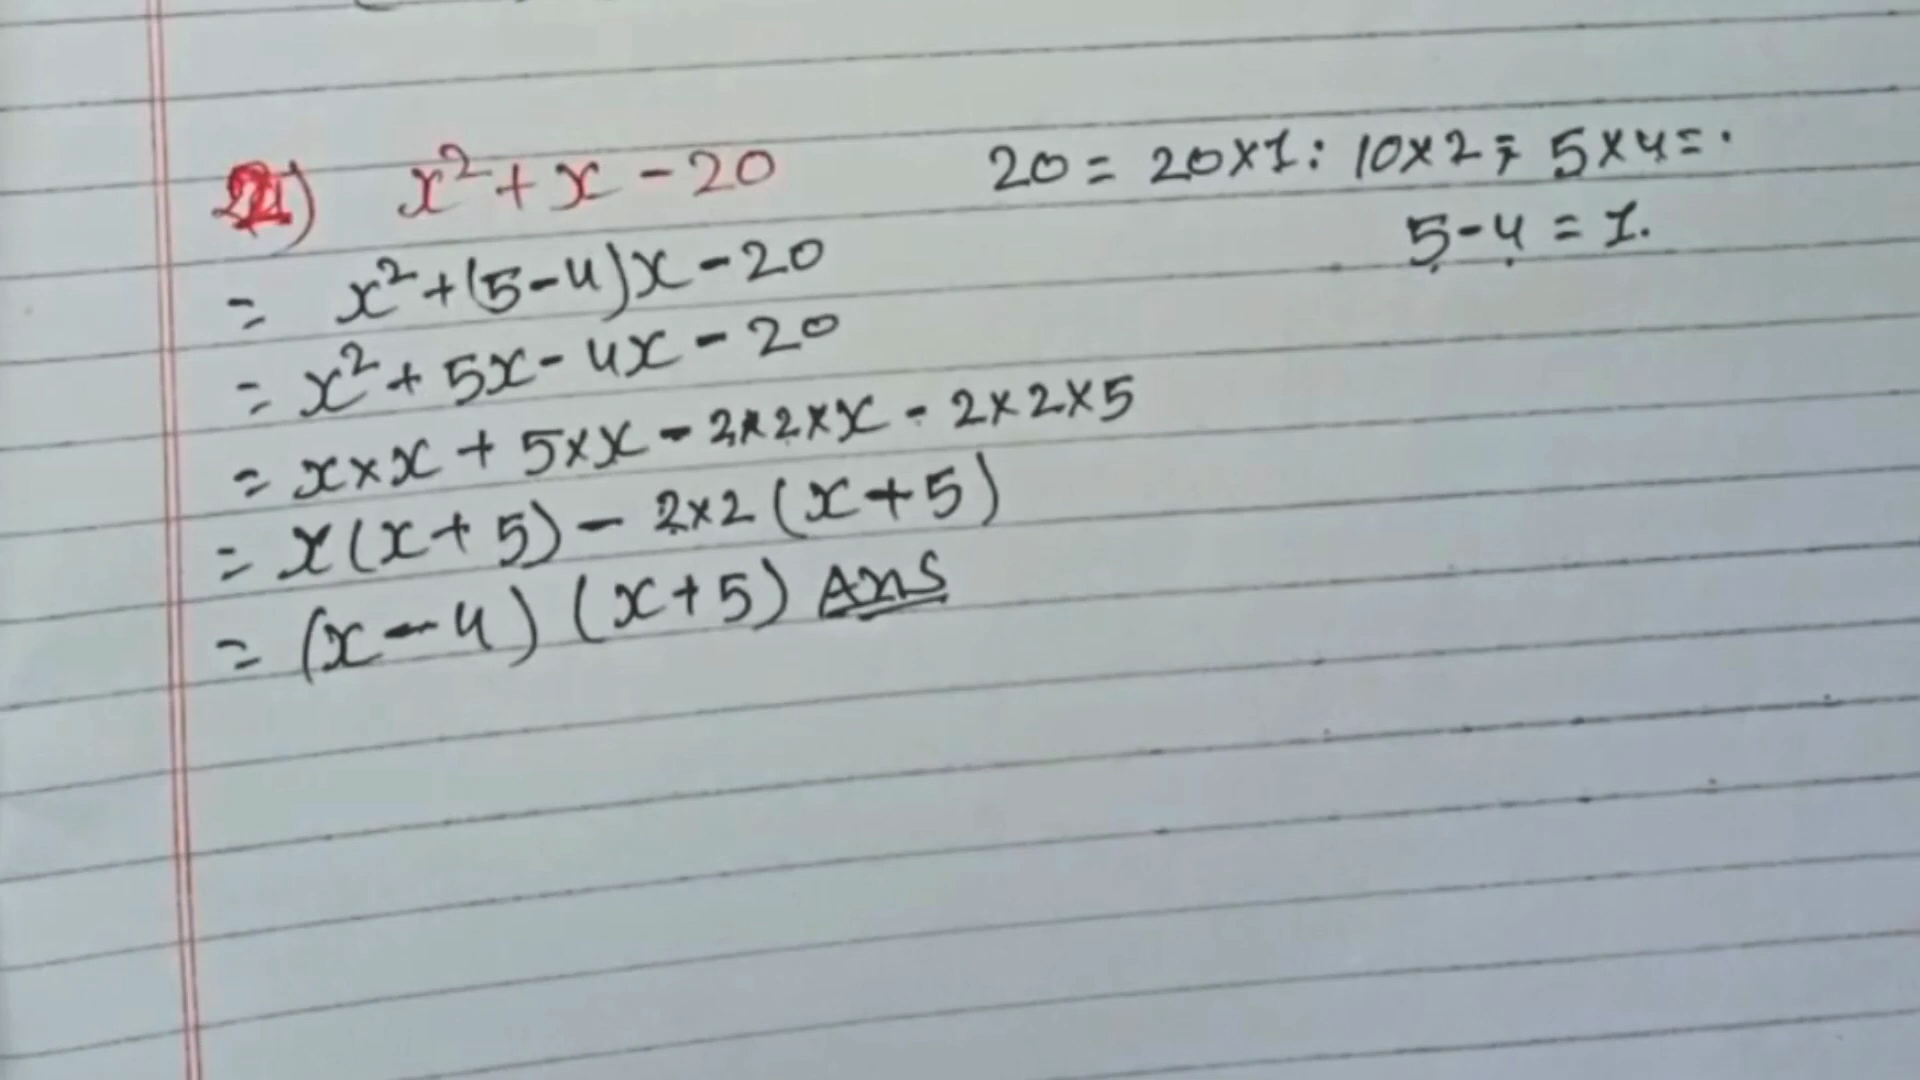 21) x² + x - 20
20 = 20×1 : 10×2 ; 5×4 = .
5 - 4 = 1.
= x² + (5-4)x - 20
= x² + 5x - 4x - 20
= x×x + 5×x - 2×2×x - 2×2×5
= x(x+5) - 2×2(x+5)
= (x-4)(x+5) Ans